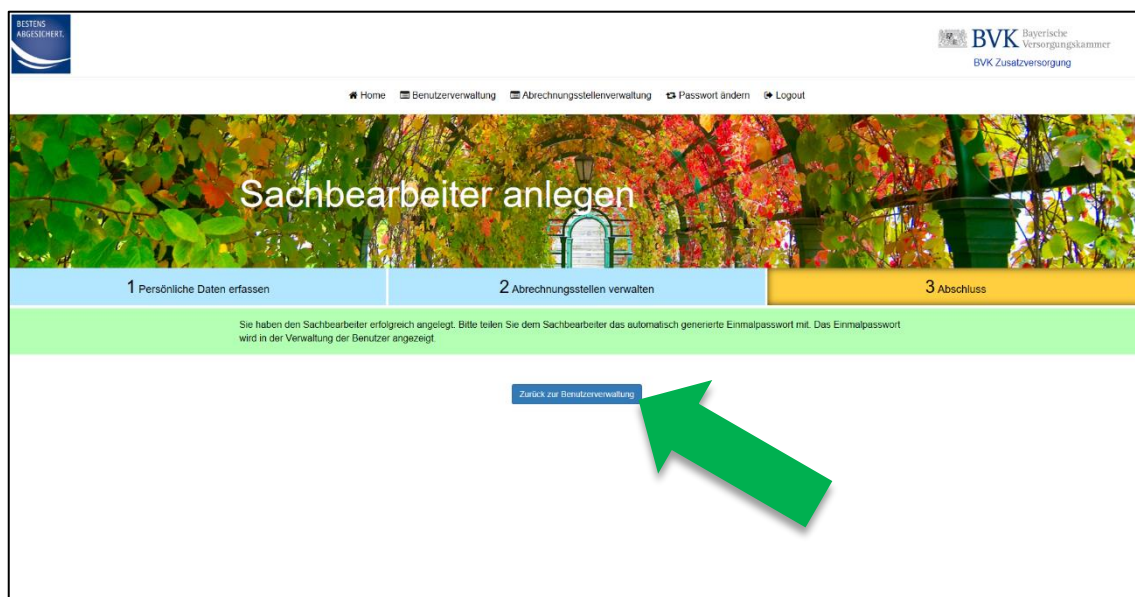 BESTENS
ABGESICHERT.
BVK Bayerische
Versorgungskammer
BVK Zusatzversorgung
Home Benutzerverwaltung Abrechnungsstellenverwaltung Passwort ändern Logout
Sachbearbeiter anlegen
1 Persönliche Daten erfassen 2 Abrechnungsstellen verwalten 3 Abschluss
Sie haben den Sachbearbeiter erfolgreich angelegt. Bitte teilen Sie dem Sachbearbeiter das automatisch generierte Einmalpasswort mit. Das Einmalpasswort
wird in der Verwaltung der Benutzer angezeigt.
Zurück zur Benutzerverwaltung